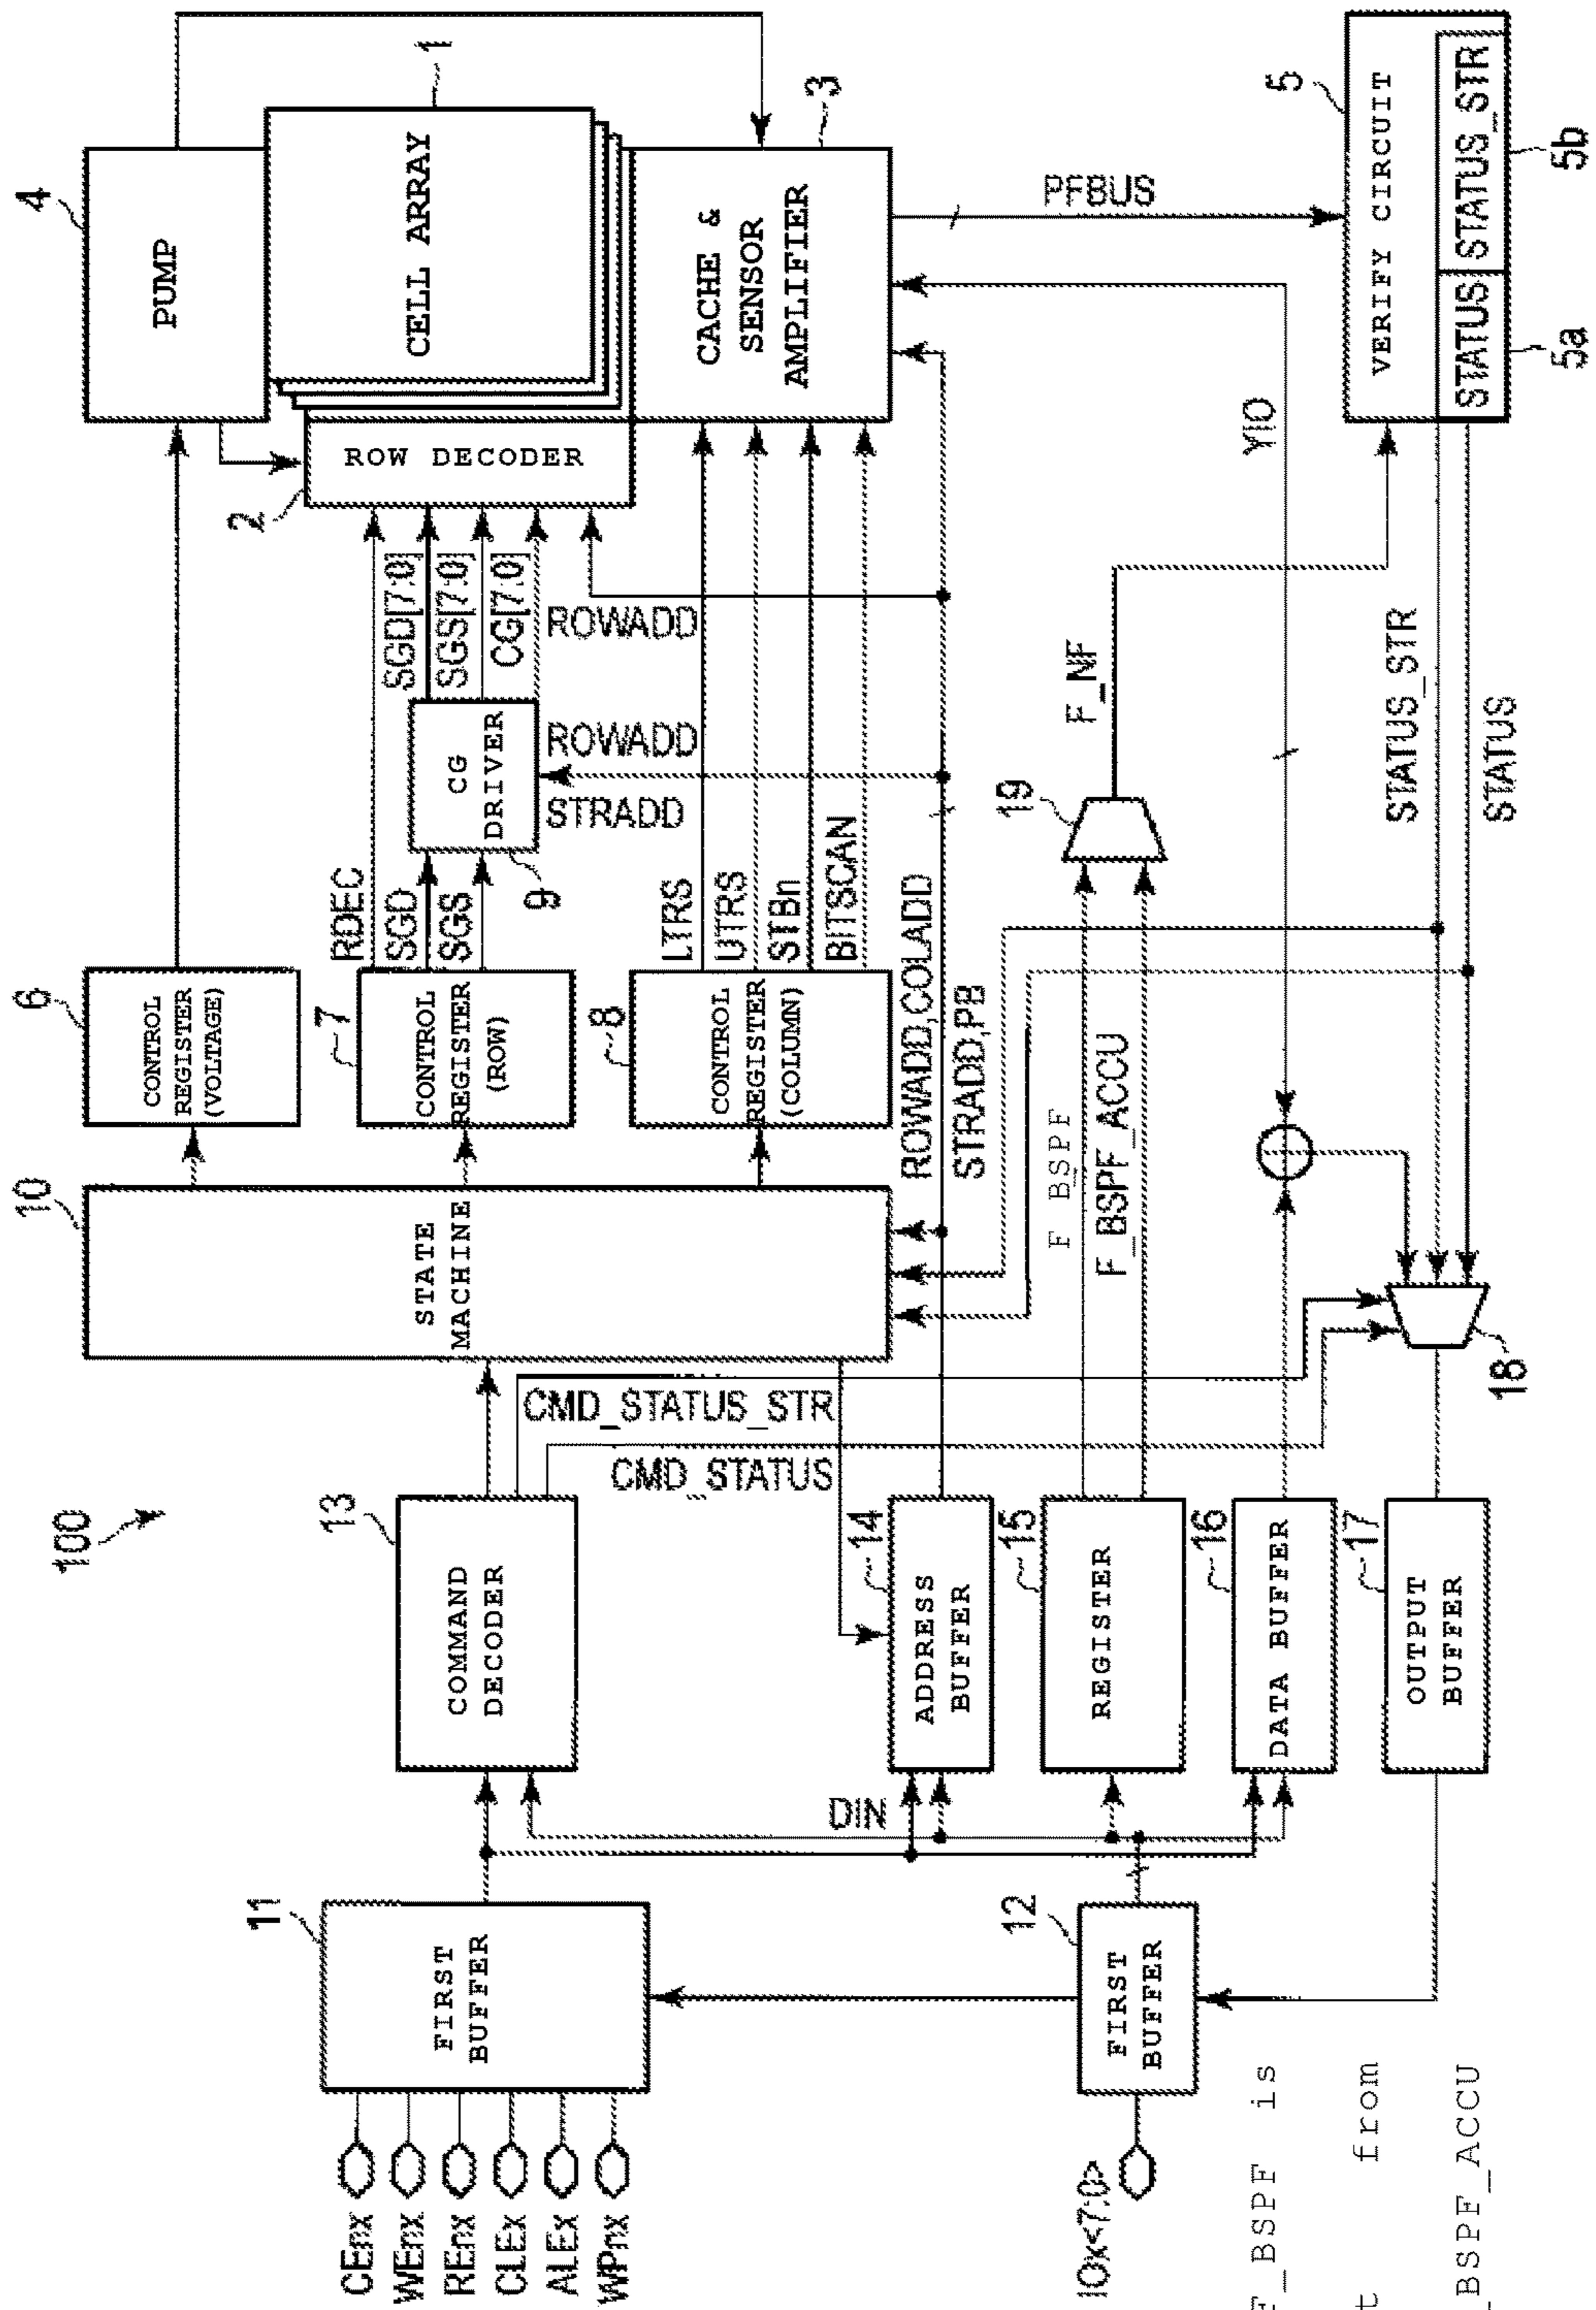 100
CEnx
WEnx
REnx
CLEx
ALEx
WPnx
IOx<7:0>
11
FIRST
BUFFER
12
FIRST
BUFFER
DIN
13
COMMAND
DECODER
14
ADDRESS
BUFFER
15
REGISTER
16
DATA BUFFER
17
OUTPUT
BUFFER
CMD_STATUS_STR
CMD_STATUS
10
STATE
MACHINE
18
6
CONTROL
REGISTER
(VOLTAGE)
7
CONTROL
REGISTER
(ROW)
8
CONTROL
REGISTER
(COLUMN)
RDEC
SGD
SGS
9
CG
DRIVER
SGD[7:0]
SGS[7:0]
CG[7:0]
ROWADD
ROWADD
STRADD
LTRS
UTRS
STBn
BITSCAN
ROWADD,COLADD
STRADD,PB
F BSPF
F_BSPF_ACCU
19
F_NF
YIO
STATUS_STR
STATUS
4
PUMP
1
CELL ARRAY
2
ROW DECODER
3
CACHE &
SENSOR
AMPLIFIER
PFBUS
5
VERIFY CIRCUIT
STATUS
STATUS_STR
5a
5b
F_BSPF is
from
_BSPF_ACCU